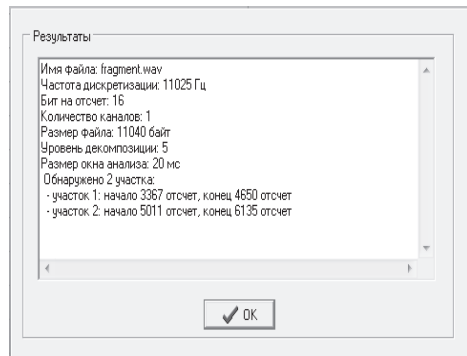 Результаты
Имя файла: fragment.wav
Частота дискретизации: 11025 Гц
Бит на отсчет: 16
Количество каналов: 1
Размер файла: 11040 байт
Уровень декомпозиции: 5
Размер окна анализа: 20 мс
Обнаружено 2 участка:
- участок 1: начало 3367 отсчет, конец 4650 отсчет
- участок 2: начало 5011 отсчет, конец 6135 отсчет
OK